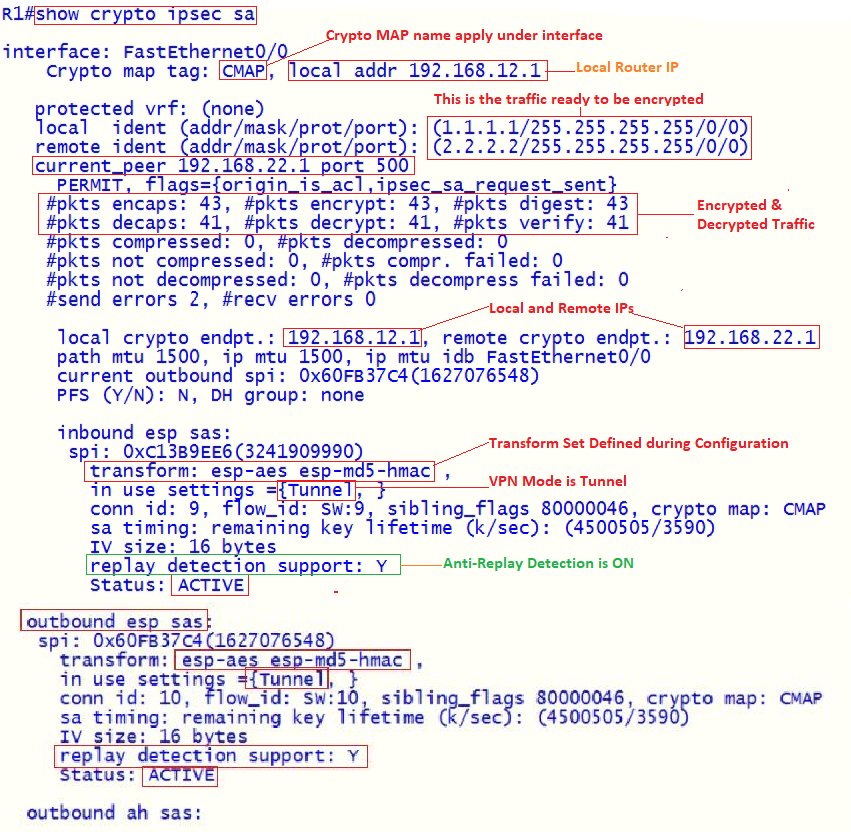 R1#show crypto ipsec sa
Crypto MAP name apply under interface
interface: FastEthernet0/0
Crypto map tag: CMAP, local addr 192.168.12.1
Local Router IP
This is the traffic ready to be encrypted
protected vrf: (none)
local ident (addr/mask/prot/port): (1.1.1.1/255.255.255.255/0/0)
remote ident (addr/mask/prot/port): (2.2.2.2/255.255.255.255/0/0)
current_peer 192.168.22.1 port 500
PERMIT, flags={origin_is_acl,ipsec_sa_request_sent}
#pkts encaps: 43, #pkts encrypt: 43, #pkts digest: 43
#pkts decaps: 41, #pkts decrypt: 41, #pkts verify: 41
Encrypted &
Decrypted Traffic
#pkts compressed: 0, #pkts decompressed: 0
#pkts not compressed: 0, #pkts compr. failed: 0
#pkts not decompressed: 0, #pkts decompress failed: 0
#send errors 2, #recv errors 0
Local and Remote IPs
local crypto endpt.: 192.168.12.1, remote crypto endpt.: 192.168.22.1
path mtu 1500, ip mtu 1500, ip mtu idb FastEthernet0/0
current outbound spi: 0x60FB37C4(1627076548)
PFS (Y/N): N, DH group: none
inbound esp sas:
spi: 0xC13B9EE6(3241909990)
Transform Set Defined during Configuration
transform: esp-aes esp-md5-hmac ,
in use settings ={Tunnel, }
VPN Mode is Tunnel
conn id: 9, flow_id: SW:9, sibling_flags 80000046, crypto map: CMAP
sa timing: remaining key lifetime (k/sec): (4500505/3590)
IV size: 16 bytes
replay detection support: Y
Anti-Replay Detection is ON
Status: ACTIVE
outbound esp sas:
spi: 0x60FB37C4(1627076548)
transform: esp-aes esp-md5-hmac ,
in use settings ={Tunnel, }
conn id: 10, flow_id: SW:10, sibling_flags 80000046, crypto map: CMAP
sa timing: remaining key lifetime (k/sec): (4500505/3590)
IV size: 16 bytes
replay detection support: Y
Status: ACTIVE
outbound ah sas: